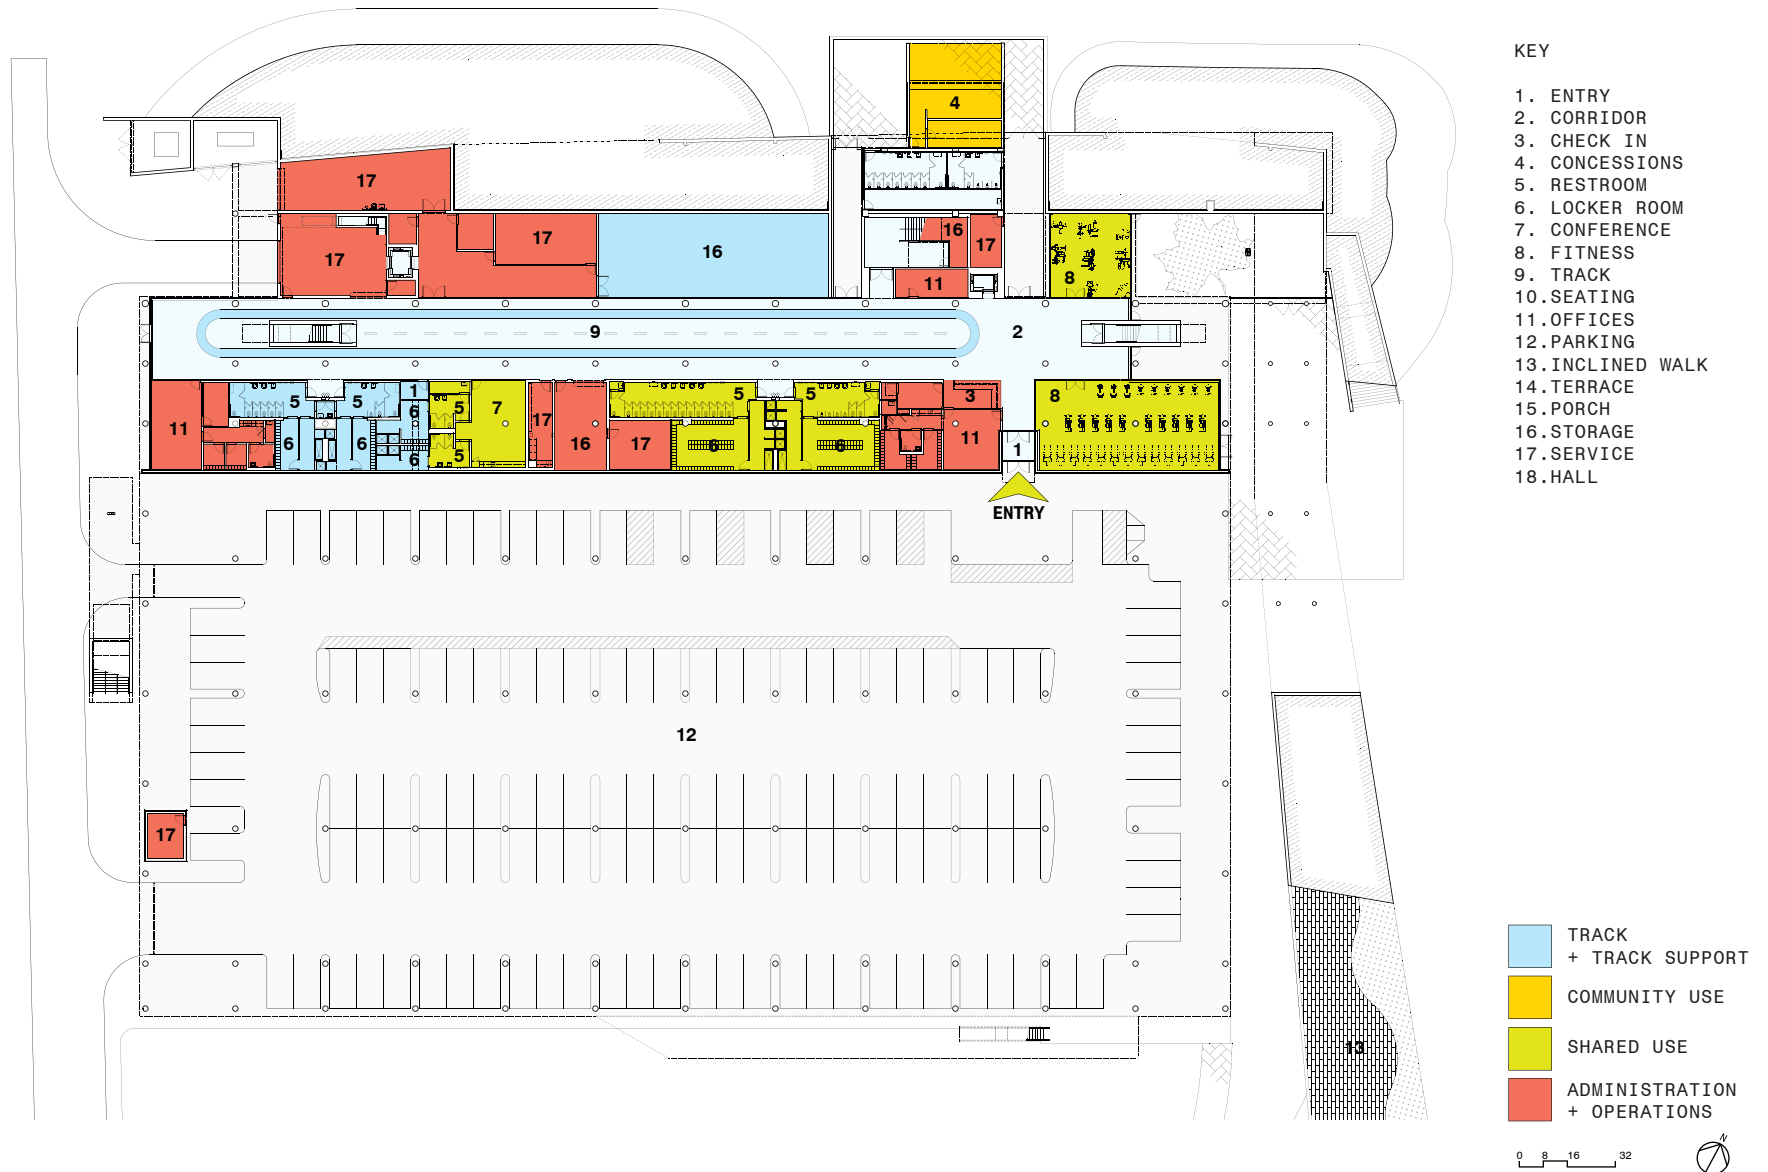 KEY
1. ENTRY
2. CORRIDOR
3. CHECK IN
4. CONCESSIONS
5. RESTROOM
6. LOCKER ROOM
7. CONFERENCE
8. FITNESS
9. TRACK
10.SEATING
11.OFFICES
12.PARKING
13.INCLINED WALK
14.TERRACE
15.PORCH
16.STORAGE
17.SERVICE
18.HALL
4
17
17
17
16
16
17
11
8
9
2
11
5
5
1
6
5
7
17
16
17
5
5
3
8
6
6
6
5
6
6
11
1
ENTRY
12
17
13
TRACK
+ TRACK SUPPORT
COMMUNITY USE
SHARED USE
ADMINISTRATION
+ OPERATIONS
0 8 16 32
N